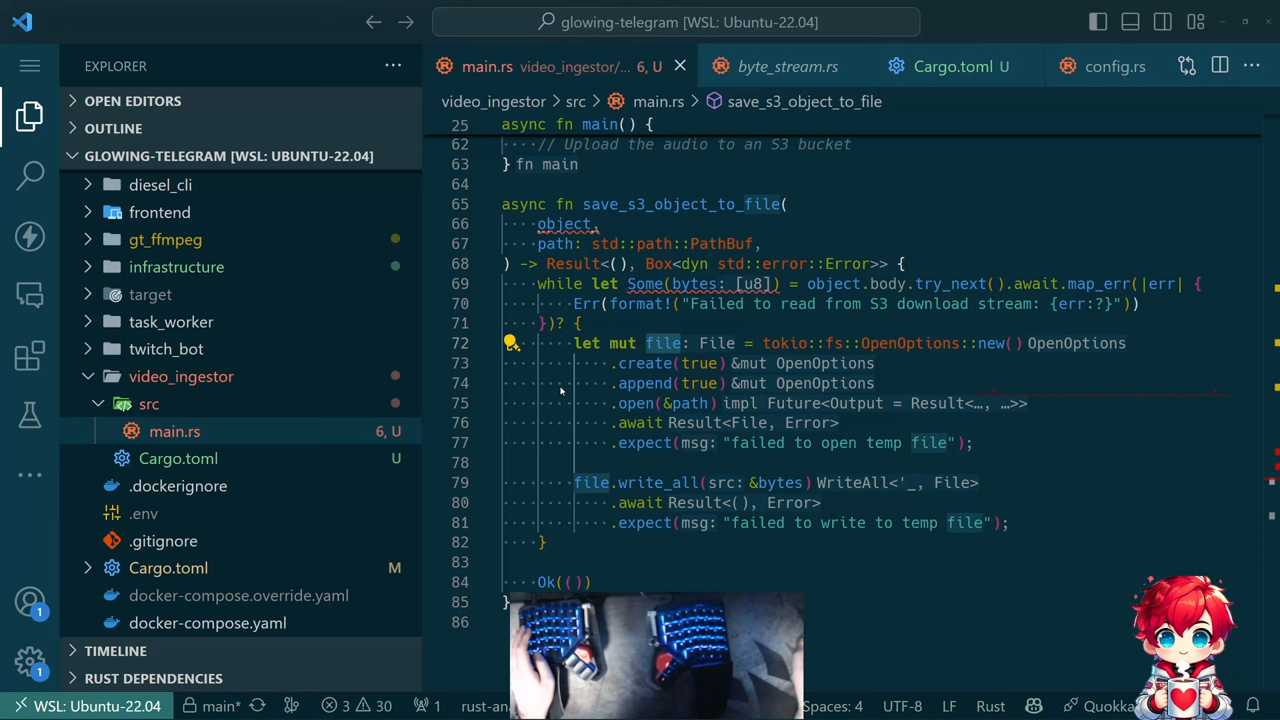 glowing-telegram [WSL: Ubuntu-22.04]
EXPLORER
OPEN EDITORS
OUTLINE
GLOWING-TELEGRAM [WSL: UBUNTU-22.04]
diesel_cli
frontend
gt_ffmpeg
infrastructure
target
task_worker
twitch_bot
video_ingestor
src
main.rs 6, U
Cargo.toml U
.dockerignore
.env
.gitignore
Cargo.toml M
docker-compose.override.yaml
docker-compose.yaml
TIMELINE
RUST DEPENDENCIES
main.rs video_ingestor/... 6, U
byte_stream.rs
Cargo.toml U
config.rs
video_ingestor > src > main.rs > save_s3_object_to_file
25 async fn main() {
62 // Upload the audio to an S3 bucket
63 } fn main
64
65 async fn save_s3_object_to_file(
66 object,
67 path: std::path::PathBuf,
68 ) -> Result<(), Box<dyn std::error::Error>> {
69 while let Some(bytes: [u8]) = object.body.try_next().await.map_err(|err| {
70 Err(format!("Failed to read from S3 download stream: {err:?}"))
71 })? {
72 let mut file: File = tokio::fs::OpenOptions::new() OpenOptions
73 .create(true) &mut OpenOptions
74 .append(true) &mut OpenOptions
75 .open(&path) impl Future<Output = Result<…, …>>
76 .await Result<File, Error>
77 .expect(msg: "failed to open temp file");
78
79 file.write_all(src: &bytes) WriteAll<'_, File>
80 .await Result<(), Error>
81 .expect(msg: "failed to write to temp file");
82 }
83
84 Ok(())
85 }
86
1
1
WSL: Ubuntu-22.04 main* 3 30 1 rust-an Spaces: 4 UTF-8 LF Rust Quokka